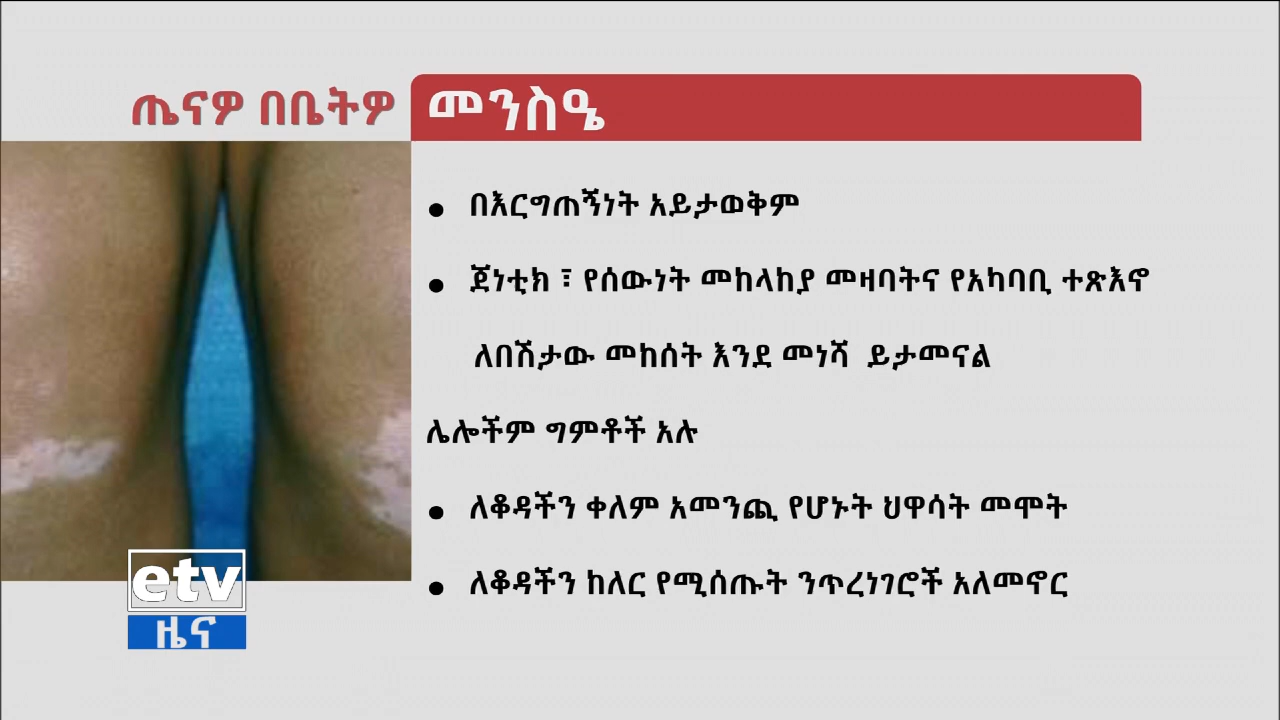 ጤናዎ በቤትዎ
መንስዔ
• በእርግጠኝነት አይታወቅም
• ጀነቲክ ፣ የሰውነት መከላከያ መዛባትና የአካባቢ ተጽእኖ
ለበሽታው መከሰት እንደ መነሻ ይታመናል
ሌሎችም ግምቶች አሉ
• ለቆዳችን ቀለም አመንጪ የሆኑት ህዋሳት መሞት
• ለቆዳችን ከለር የሚሰጡት ንጥረነገሮች አለመኖር
etv
ዜና